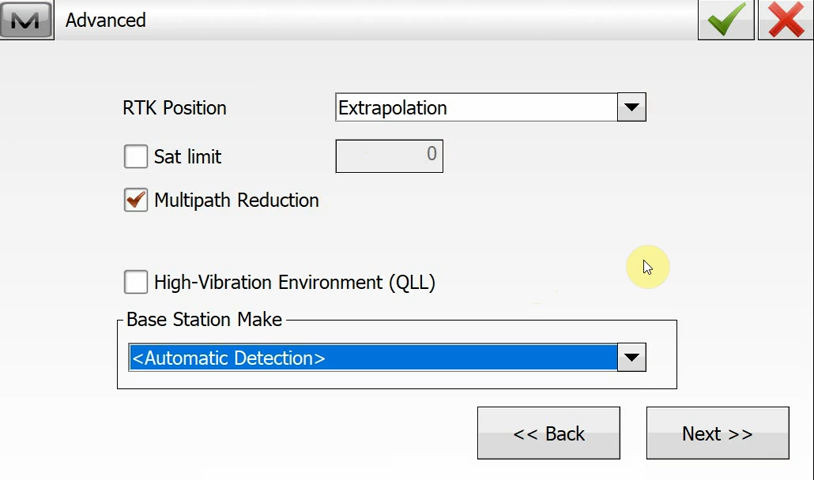 Advanced
RTK Position
Extrapolation
Sat limit
0
Multipath Reduction
High-Vibration Environment (QLL)
Base Station Make
<Automatic Detection>
<< Back
Next >>